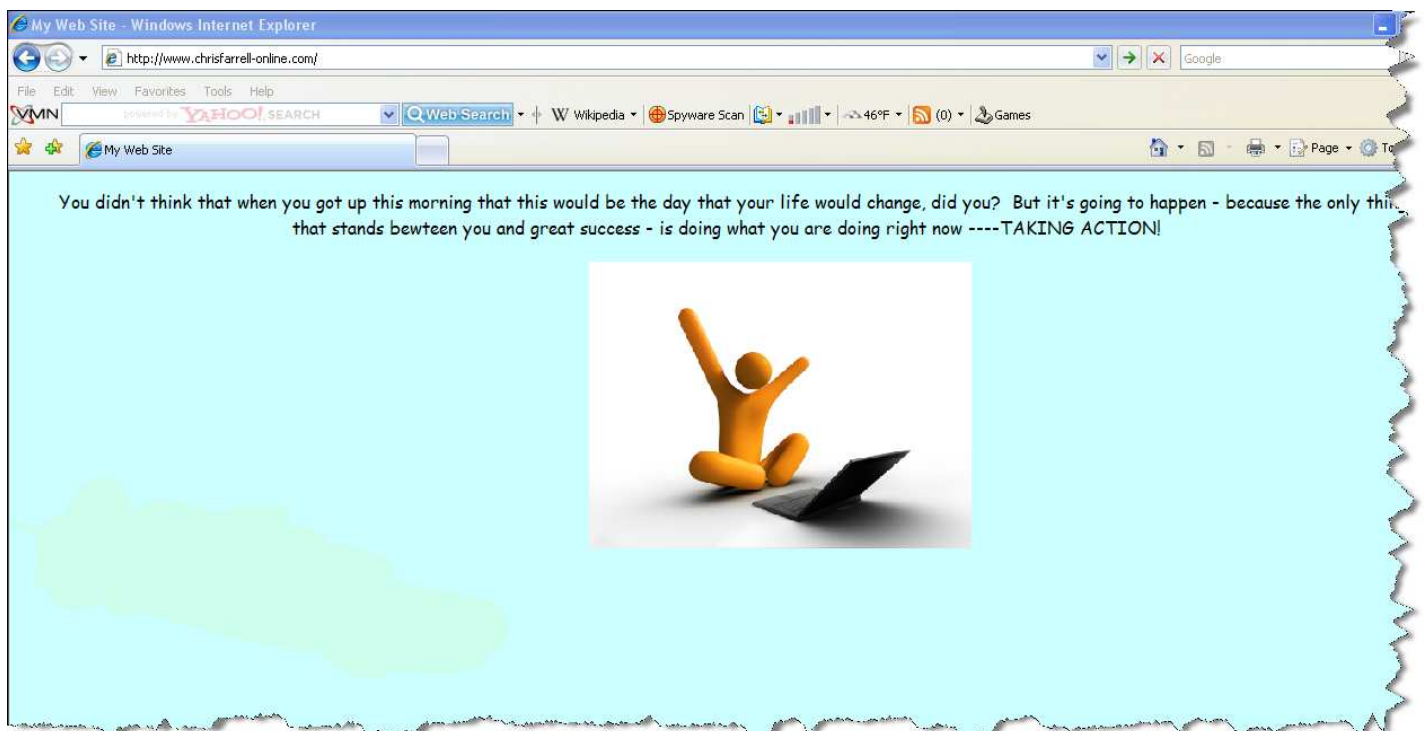 My Web Site - Windows Internet Explorer
http://www.chrisfarrell-online.com/
Google
File Edit View Favorites Tools Help
VMN powered by YAHOO! SEARCH Web Search W Wikipedia Spyware Scan 46°F (0) Games
My Web Site
Page
You didn't think that when you got up this morning that this would be the day that your life would change, did you? But it's going to happen - because the only
that stands bewteen you and great success - is doing what you are doing right now ----TAKING ACTION!